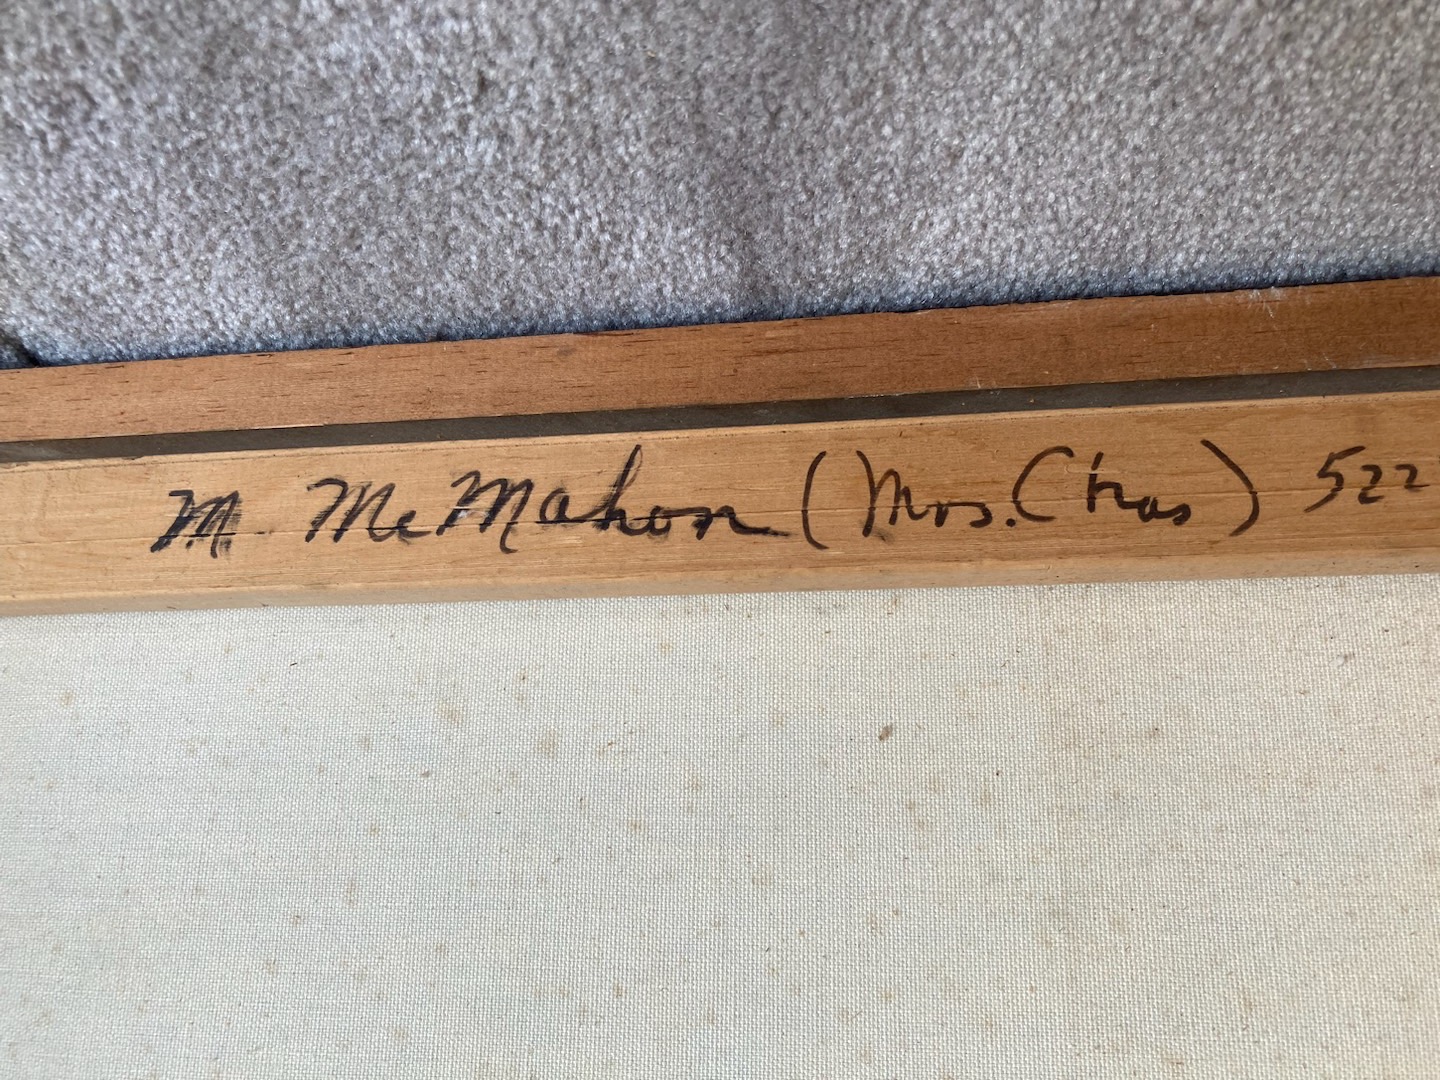 M. McMahon (Mrs. Chas) 522